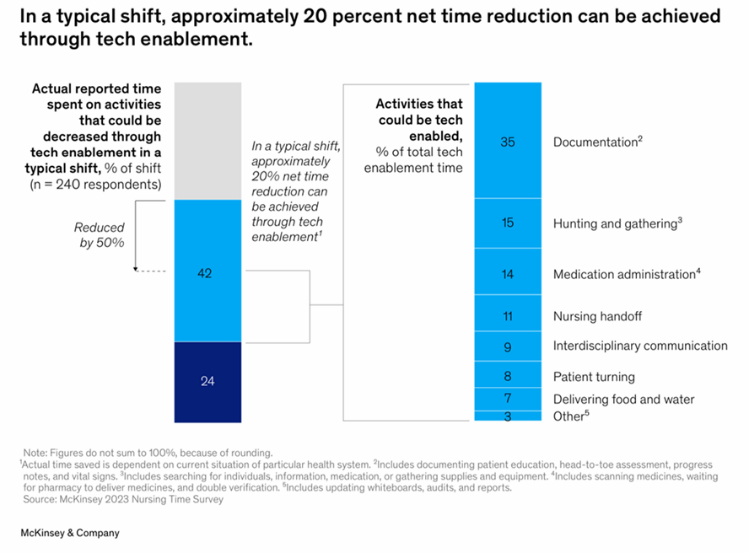 In a typical shift, approximately 20 percent net time reduction can be achieved
through tech enablement.
Actual reported time
spent on activities
that could be
decreased through
tech enablement in a
typical shift, % of shift
(n = 240 respondents)
Reduced
by 50%
42
24
In a typical shift,
approximately
20% net time
reduction can
be achieved
through tech
enablement¹
Activities that
could be tech
enabled,
% of total tech
enablement time
35 Documentation²
15 Hunting and gathering³
14 Medication administration⁴
11 Nursing handoff
9 Interdisciplinary communication
8 Patient turning
7 Delivering food and water
3 Other⁵
Note: Figures do not sum to 100%, because of rounding.
¹Actual time saved is dependent on current situation of particular health system. ²Includes documenting patient education, head-to-toe assessment, progress
notes, and vital signs. ³Includes searching for individuals, information, medication, or gathering supplies and equipment. ⁴Includes scanning medicines, waiting
for pharmacy to deliver medicines, and double verification. ⁵Includes updating whiteboards, audits, and reports.
Source: McKinsey 2023 Nursing Time Survey
McKinsey & Company